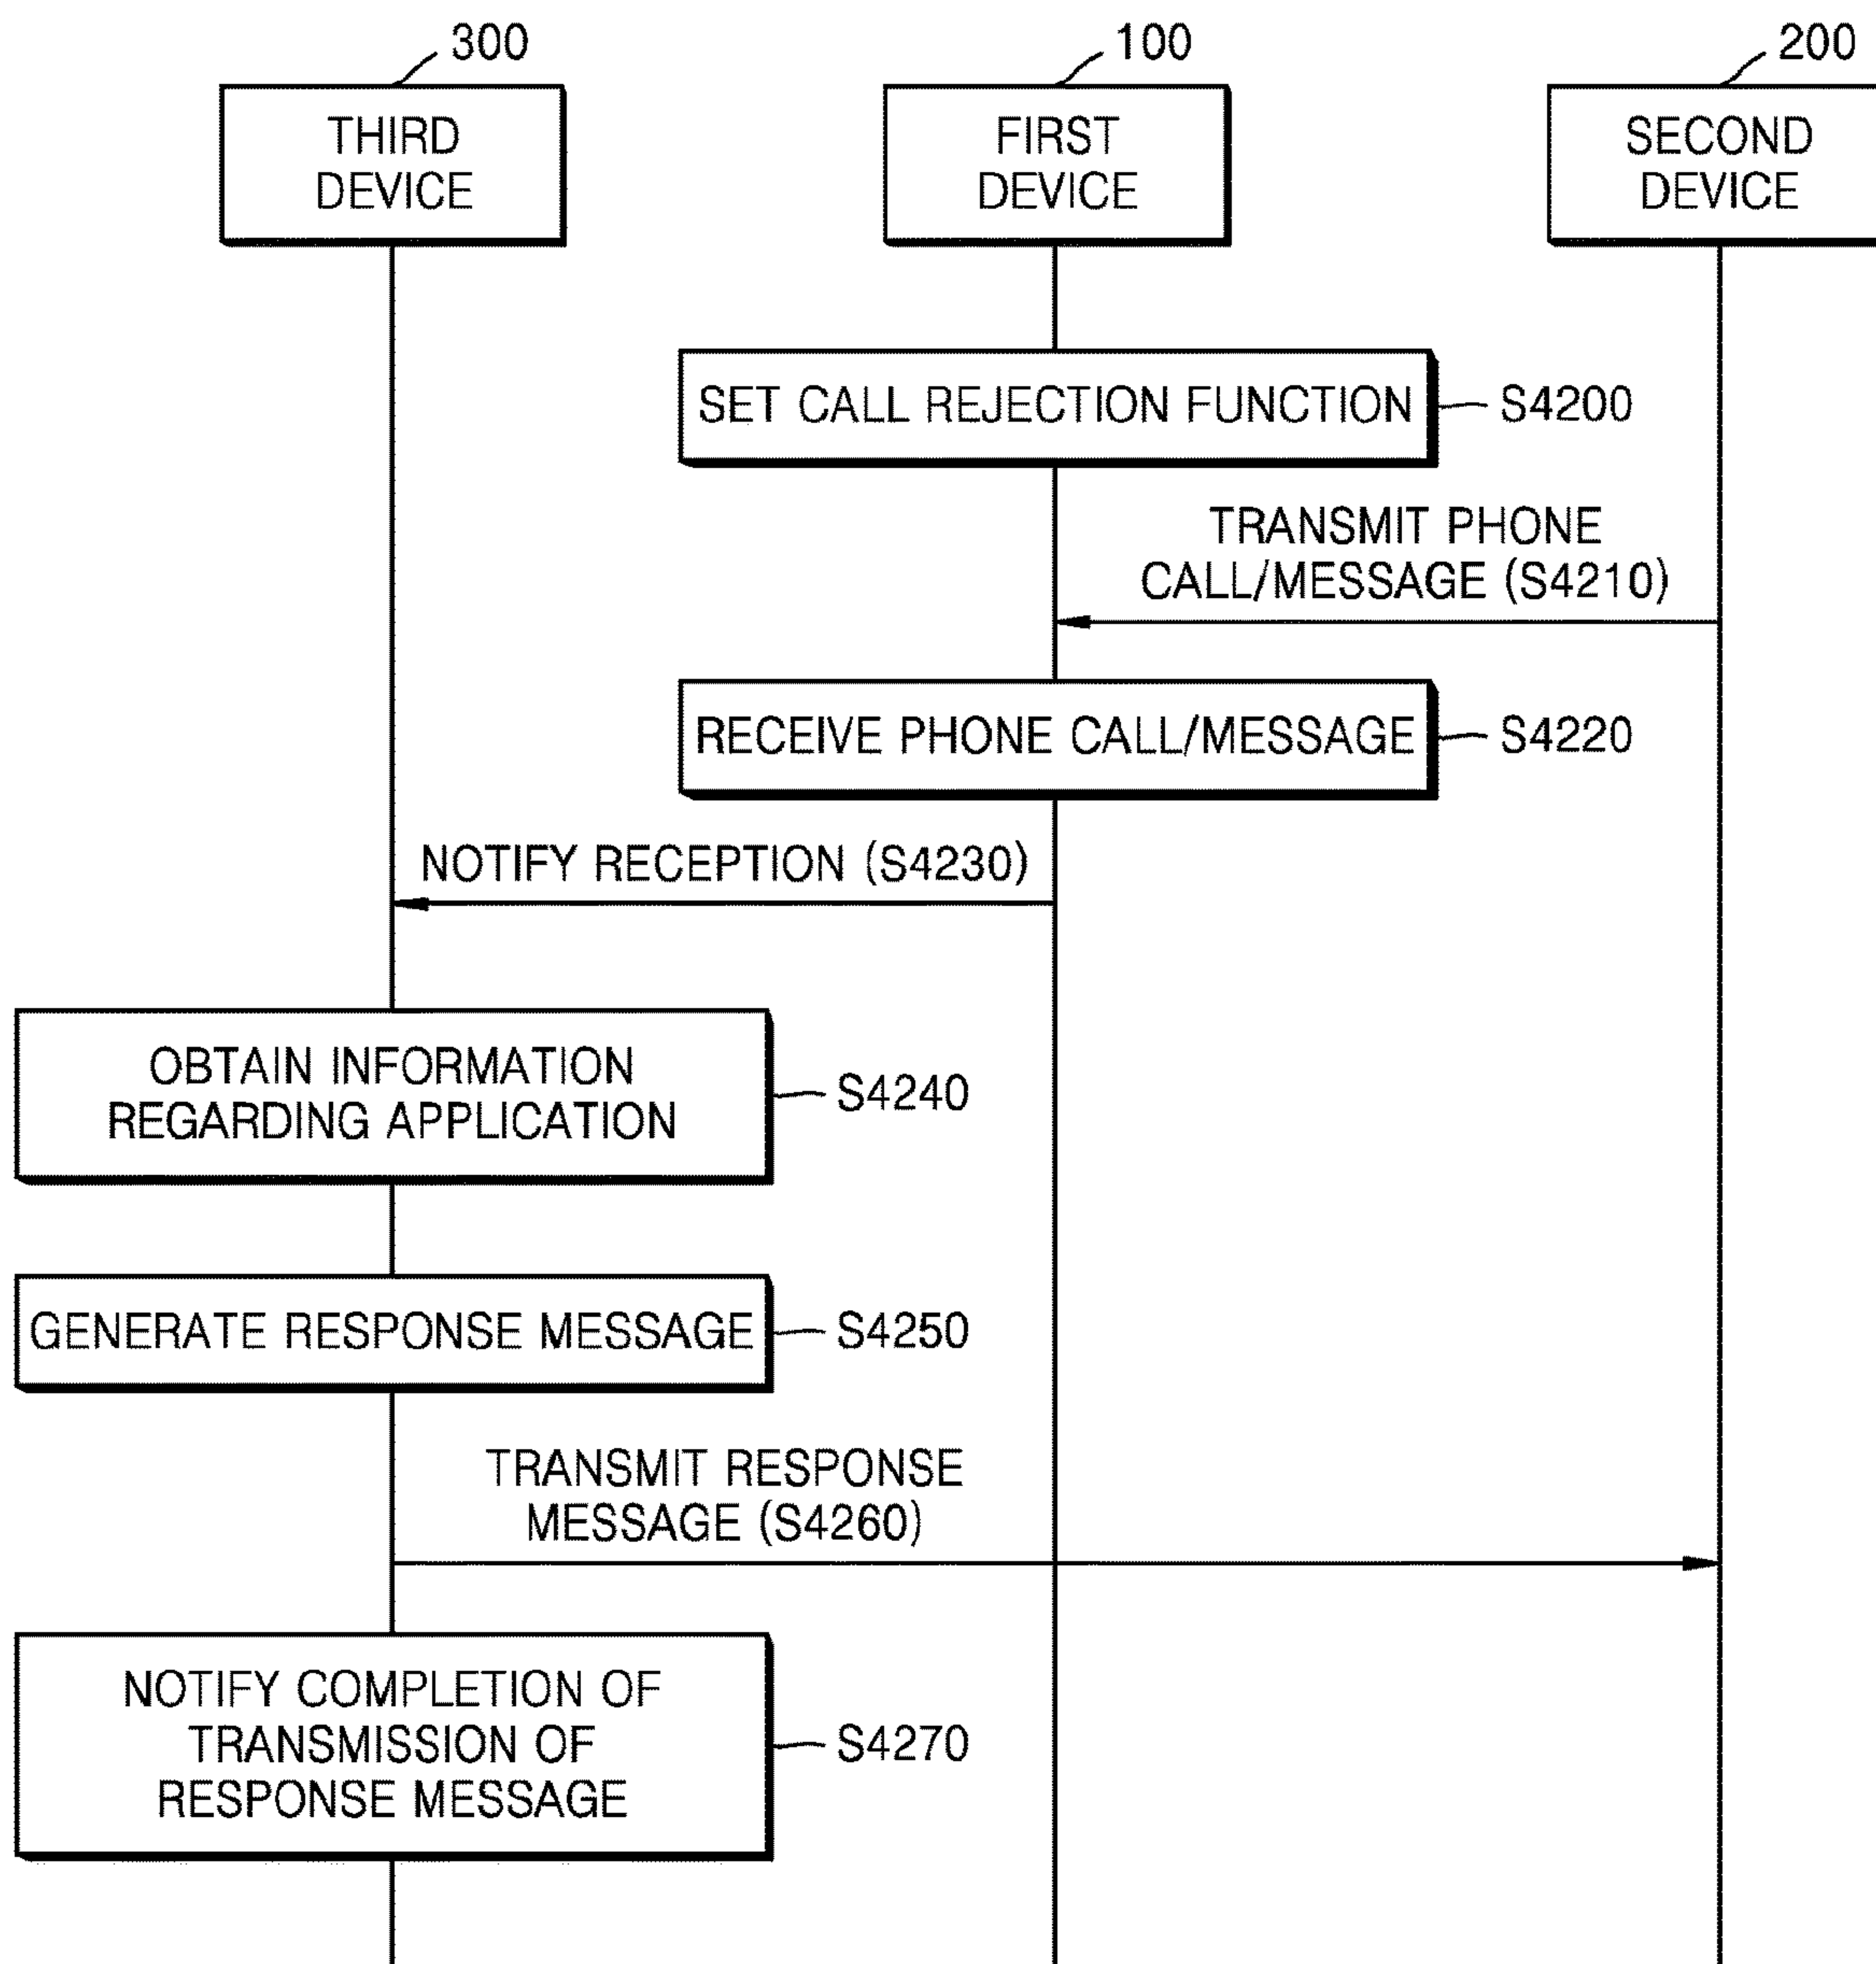 300
100
200
THIRD
DEVICE
FIRST
DEVICE
SECOND
DEVICE
SET CALL REJECTION FUNCTION
S4200
TRANSMIT PHONE
CALL/MESSAGE (S4210)
RECEIVE PHONE CALL/MESSAGE
S4220
NOTIFY RECEPTION (S4230)
OBTAIN INFORMATION
REGARDING APPLICATION
S4240
GENERATE RESPONSE MESSAGE
S4250
TRANSMIT RESPONSE
MESSAGE (S4260)
NOTIFY COMPLETION OF
TRANSMISSION OF
RESPONSE MESSAGE
S4270